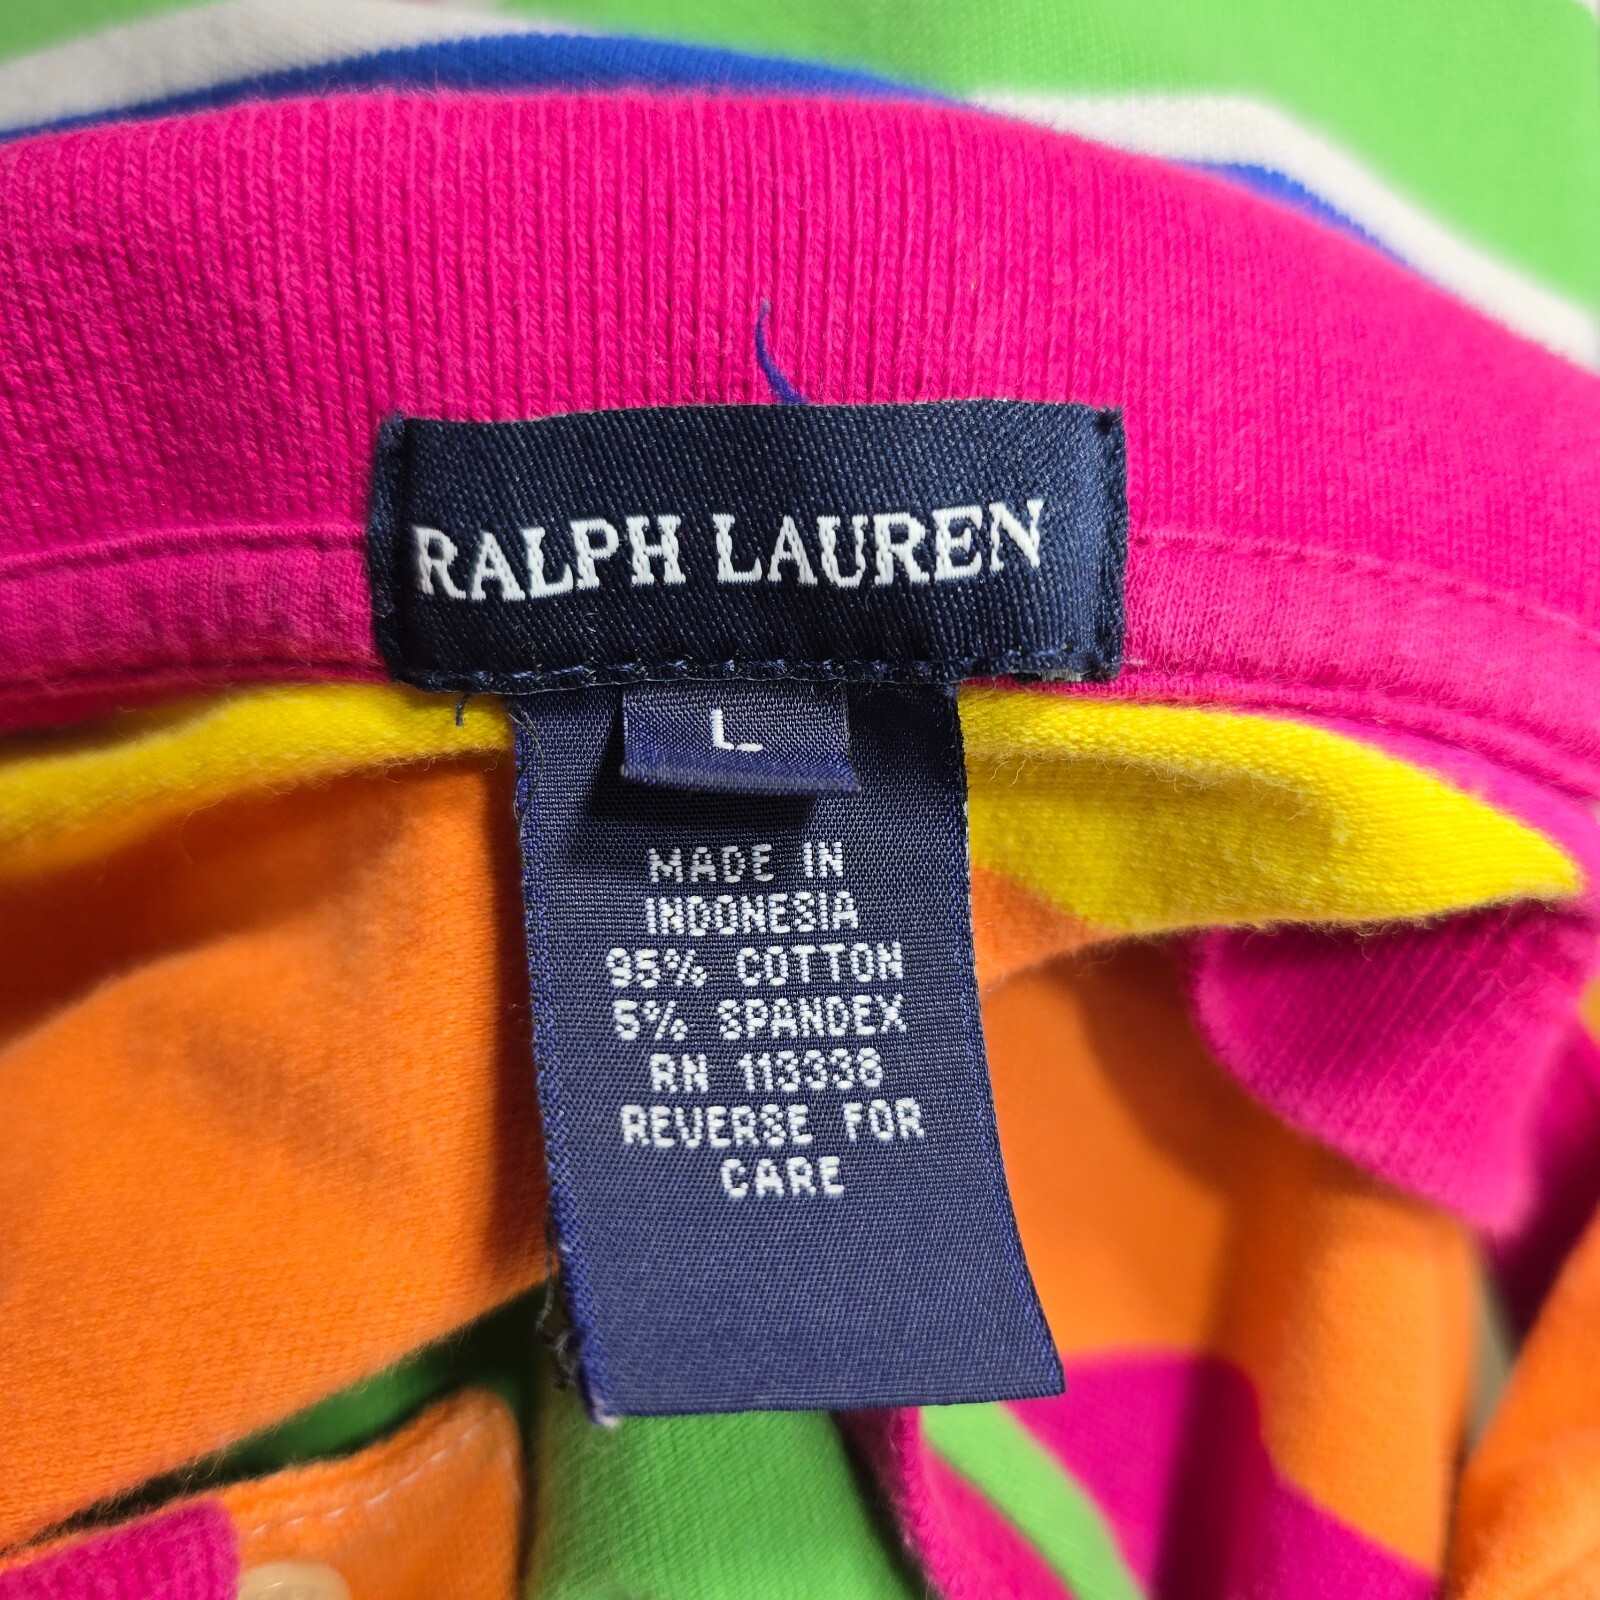 RALPH LAUREN
L
MADE IN
INDONESIA
95% COTTON
5% SPANDEX
RN 113338
REVERSE FOR
CARE